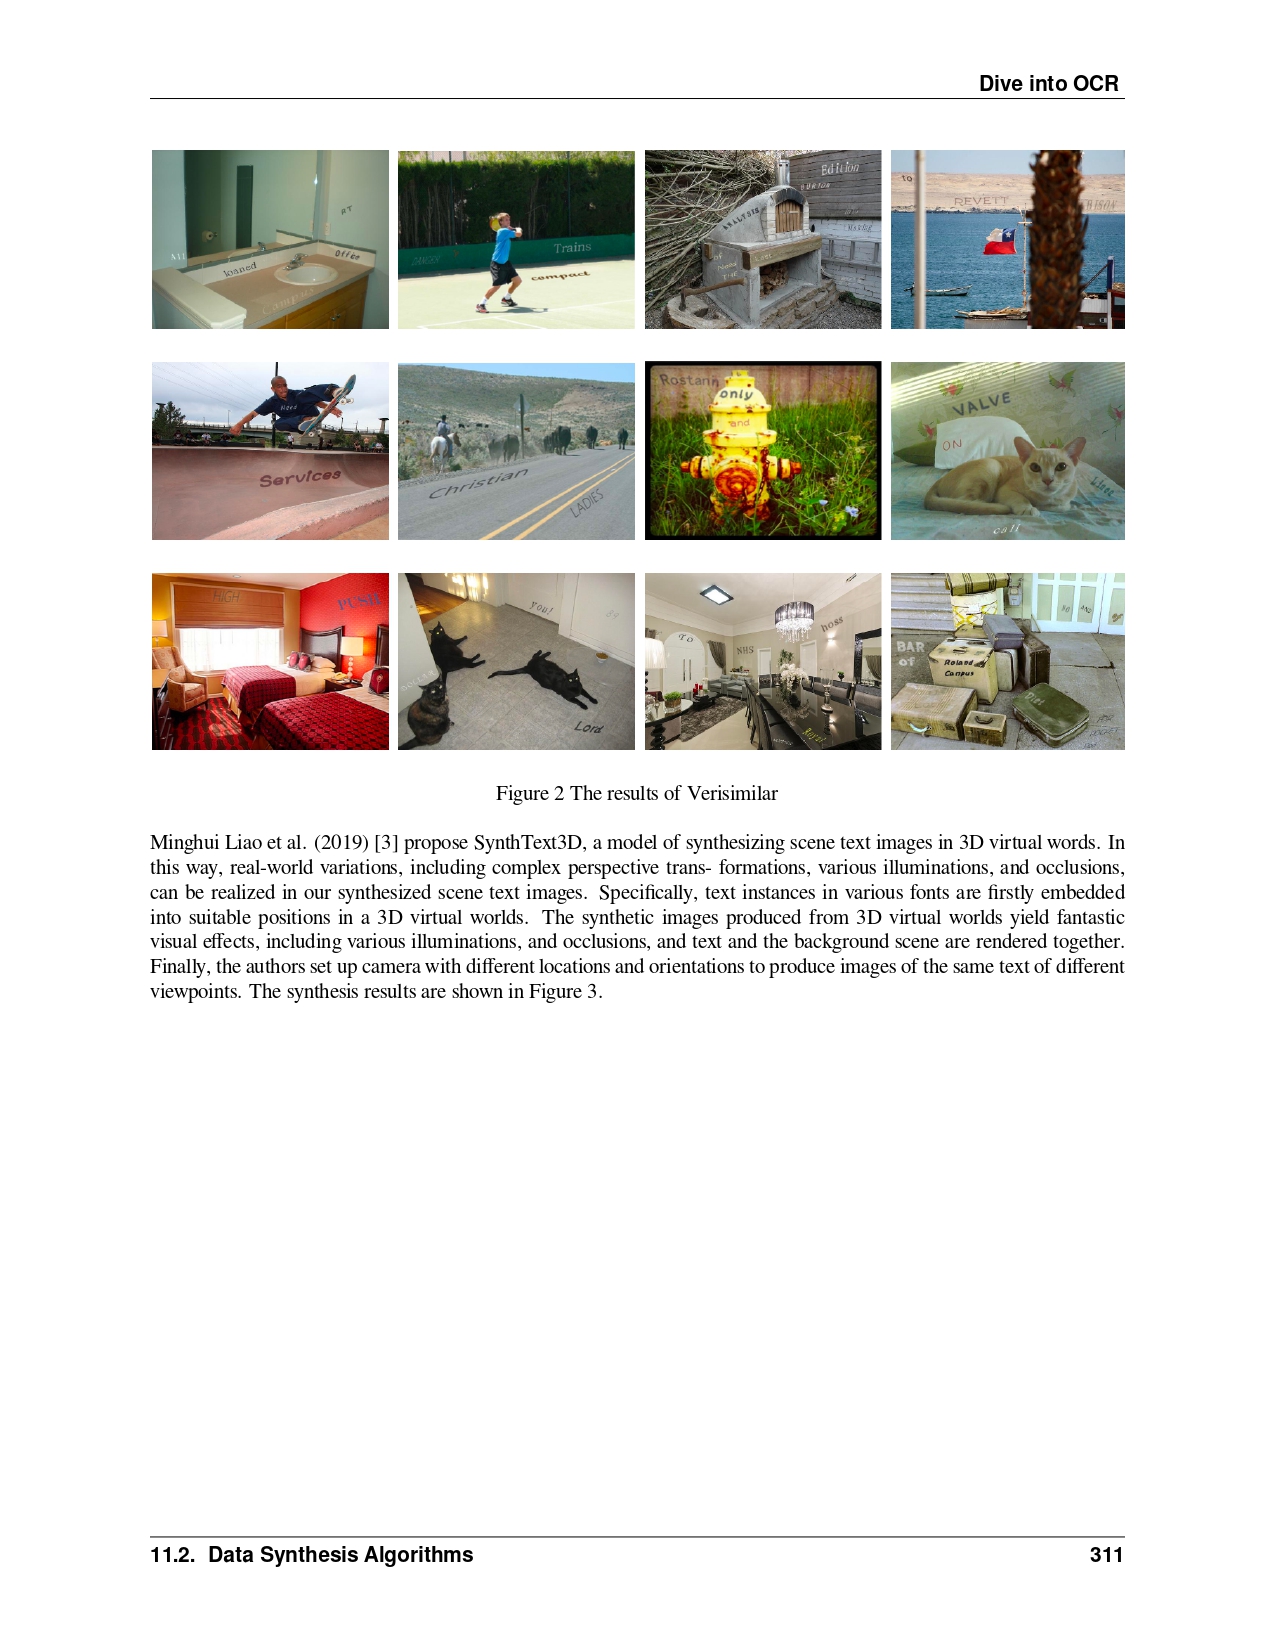 Dive into OCR
to
Edition
REVETT
AT
Trains
Office
loaned
All
compact
ANALYSIS
Campus
Rostann
only
VALVE
and
ON
Services
Christian
LADIES
call
HIGH
you!
To
NHS
hoss
BAR
of
Roland
Campus
Lord
Royal
Figure 2 The results of Verisimilar
Minghui Liao et al. (2019) [3] propose SynthText3D, a model of synthesizing scene text images in 3D virtual words. In
this way, real-world variations, including complex perspective trans- formations, various illuminations, and occlusions,
can be realized in our synthesized scene text images. Specifically, text instances in various fonts are firstly embedded
into suitable positions in a 3D virtual worlds. The synthetic images produced from 3D virtual worlds yield fantastic
visual effects, including various illuminations, and occlusions, and text and the background scene are rendered together.
Finally, the authors set up camera with different locations and orientations to produce images of the same text of different
viewpoints. The synthesis results are shown in Figure 3.
11.2. Data Synthesis Algorithms 311